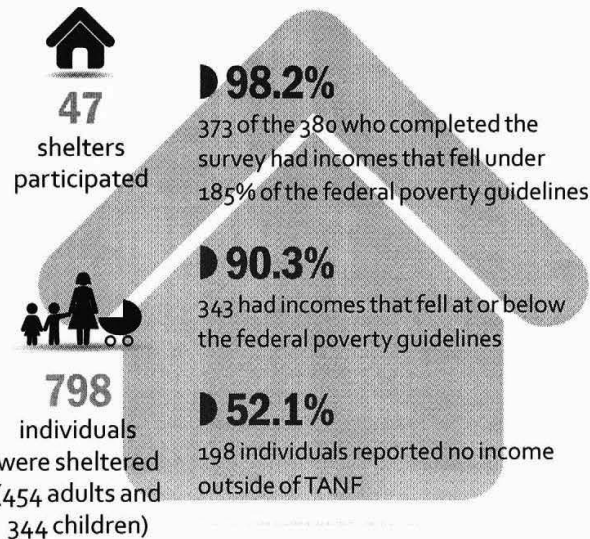 47
shelters
participated
98.2%
373 of the 380 who completed the
survey had incomes that fell under
185% of the federal poverty guidelines
90.3%
343 had incomes that fell at or below
the federal poverty guidelines
798
individuals
were sheltered
(454 adults and
344 children)
52.1%
198 individuals reported no income
outside of TANF